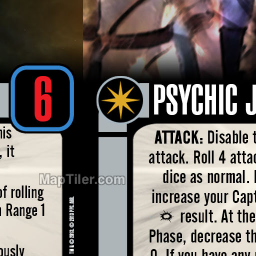 6
his
, it
of rolling
n Range 1
ously
PSYCHIC J
ATTACK: Disable t
attack. Roll 4 attac
dice as normal. I
increase your Capt
result. At the
Phase, decrease th
0. If you have any
MapTiler.com